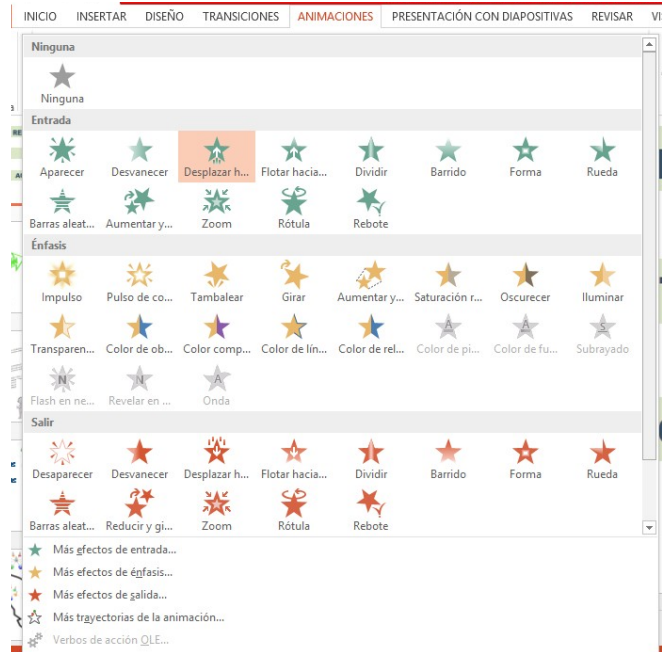 INICIO INSERTAR DISEÑO TRANSICIONES ANIMACIONES PRESENTACIÓN CON DIAPOSITIVAS REVISAR VI
Ninguna
Ninguna
Entrada
Aparecer Desvanecer Desplazar h... Flotar hacia... Dividir Barrido Forma Rueda
Barras aleat... Aumentar y... Zoom Rótula Rebote
Énfasis
Impulso Pulso de co... Tambalear Girar Aumentar y... Saturación r... Oscurecer Iluminar
Transparen... Color de ob... Color comp... Color de lín... Color de rel... Color de pi... Color de fu... Subrayado
Flash en ne... Revelar en ... Onda
Salir
Desaparecer Desvanecer Desplazar h... Flotar hacia... Dividir Barrido Forma Rueda
Barras aleat... Reducir y gi... Zoom Rótula Rebote
Más efectos de entrada...
Más efectos de énfasis...
Más efectos de salida...
Más trayectorias de la animación...
Verbos de acción OLE...